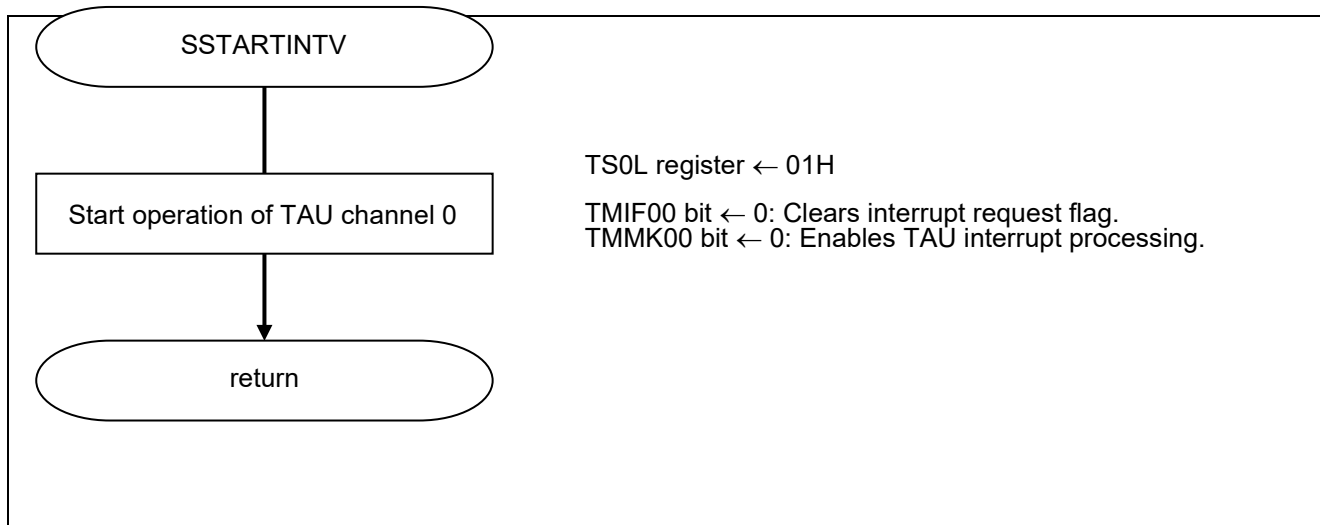 SSTARTINTV
TS0L register ← 01H
Start operation of TAU channel 0
TMIF00 bit ← 0: Clears interrupt request flag.
TMMK00 bit ← 0: Enables TAU interrupt processing.
return